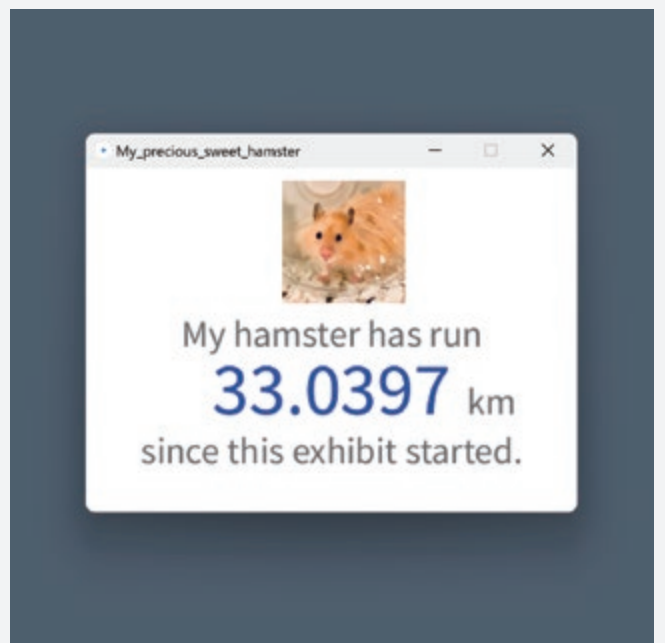 My_precious_sweet_hamster
My hamster has run
33.0397 km
since this exhibit started.